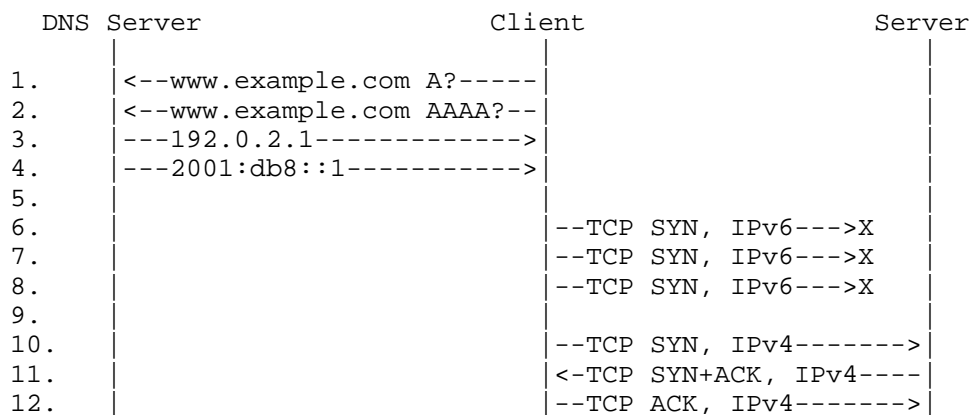 DNS Server                  Client                  Server
      |                           |                       |
1.    |<--www.example.com A?-----|                       |
2.    |<--www.example.com AAAA?--|                       |
3.    |---192.0.2.1------------->|                       |
4.    |---2001:db8::1----------->|                       |
5.    |                          |                       |
6.    |                          |--TCP SYN, IPv6--->X   |
7.    |                          |--TCP SYN, IPv6--->X   |
8.    |                          |--TCP SYN, IPv6--->X   |
9.    |                          |                       |
10.   |                          |--TCP SYN, IPv4------->|
11.   |                          |<-TCP SYN+ACK, IPv4----|
12.   |                          |--TCP ACK, IPv4------->|